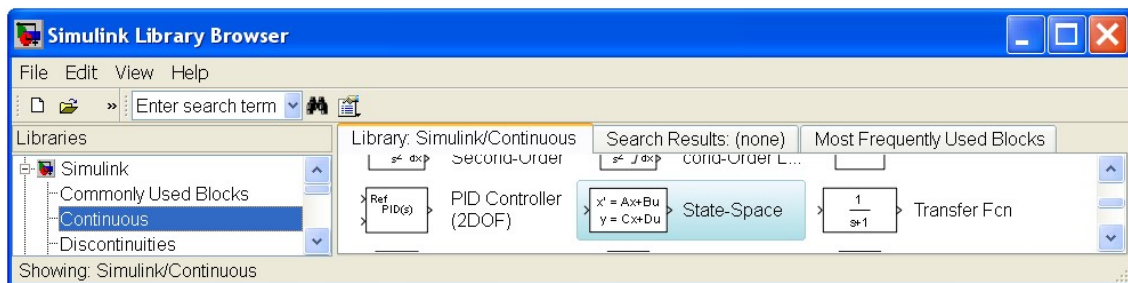 Simulink Library Browser
File Edit View Help
» Enter search term
Libraries
Library: Simulink/Continuous
Search Results: (none)
Most Frequently Used Blocks
Simulink
Commonly Used Blocks
Continuous
Discontinuities
Second-Order
cond-Order L...
Ref
PID(s)
PID Controller
(2DOF)
x' = Ax+Bu
y = Cx+Du
State-Space
1
s+1
Transfer Fcn
Showing: Simulink/Continuous